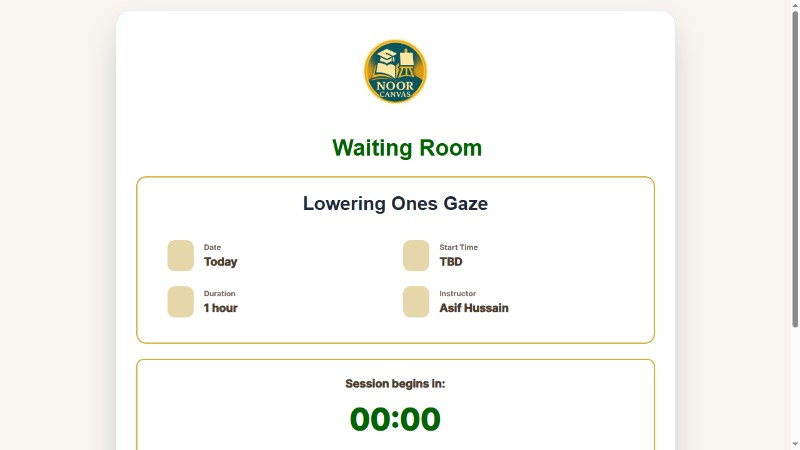 NOOR
CANVAS
Waiting Room
Lowering Ones Gaze
Date
Today
Start Time
TBD
Duration
1 hour
Instructor
Asif Hussain
Session begins in:
00:00